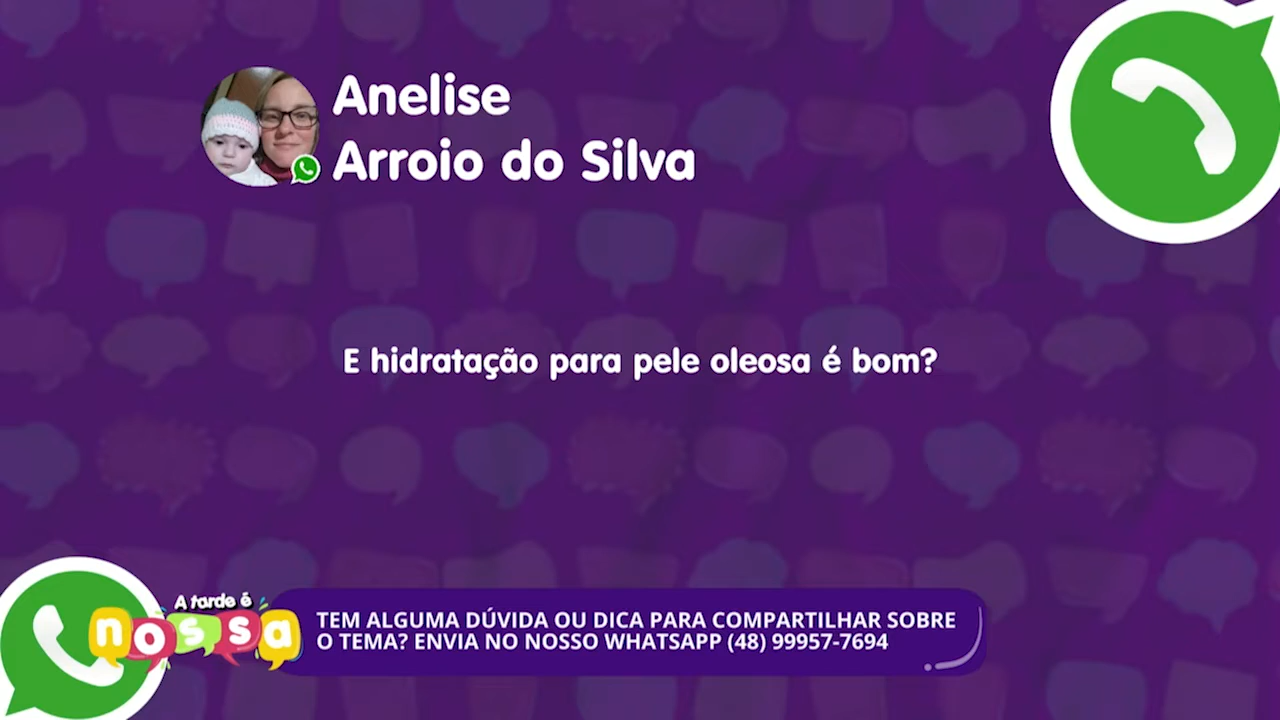 Anelise
Arroio do Silva
E hidratação para pele oleosa é bom?
A tarde é
nossa
TEM ALGUMA DÚVIDA OU DICA PARA COMPARTILHAR SOBRE
O TEMA? ENVIA NO NOSSO WHATSAPP (48) 99957-7694